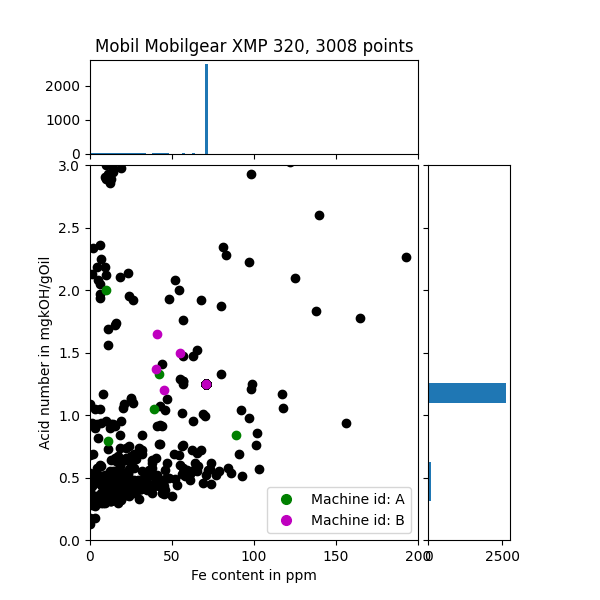 Mobil Mobilgear XMP 320, 3008 points
2000
1000
0
3.0
2.5
2.0
1.5
1.0
0.5
0.0
Acid number in mgkOH/gOil
Machine id: A
Machine id: B
0 50 100 150 200 0 2500
Fe content in ppm